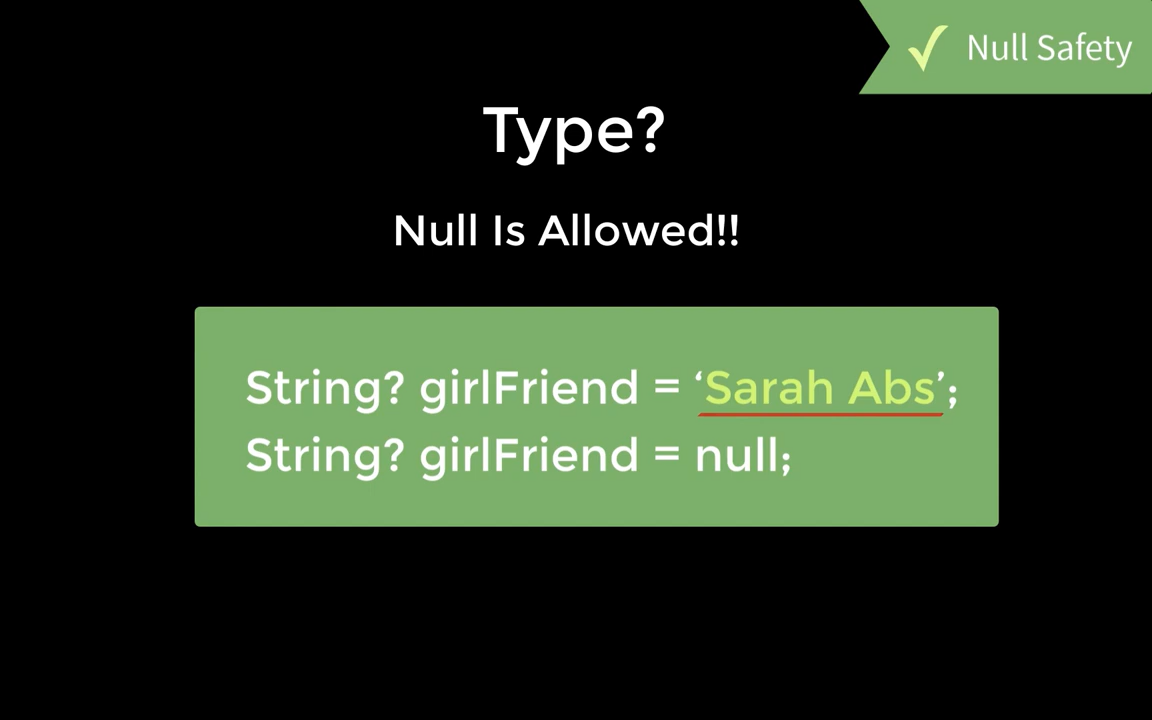 ✓ Null Safety
Type?
Null Is Allowed!!
String? girlFriend = ‘Sarah Abs’;
String? girlFriend = null;